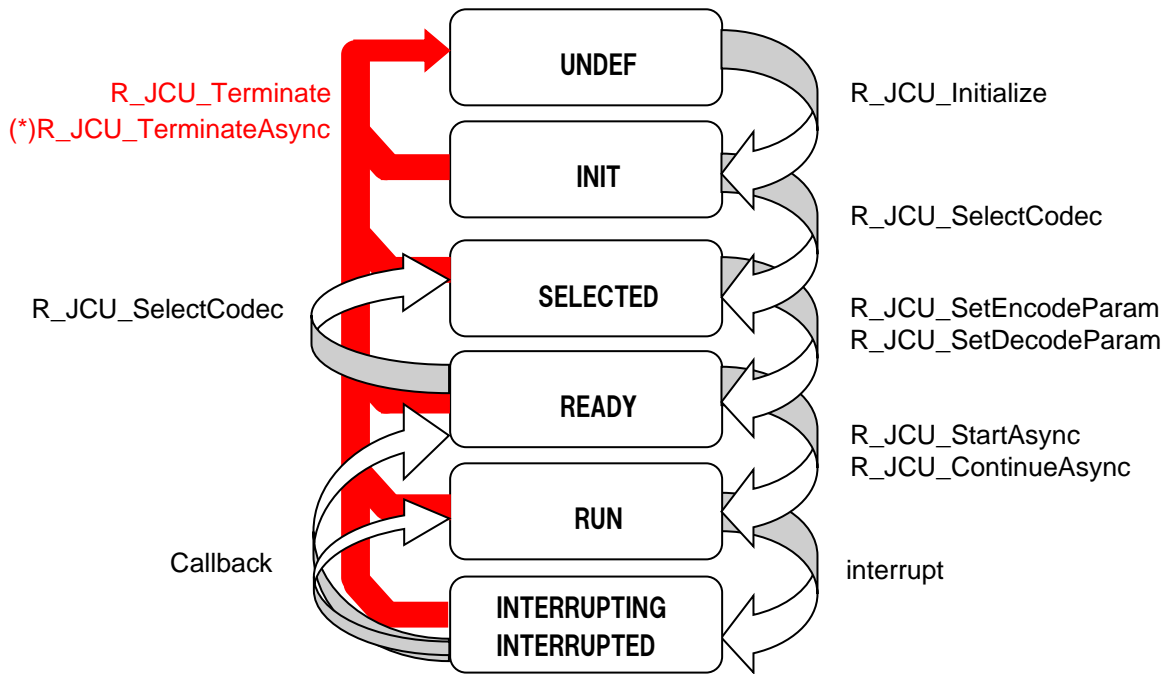 UNDEF
R_JCU_Terminate
(*)R_JCU_TerminateAsync
R_JCU_Initialize
INIT
R_JCU_SelectCodec
SELECTED
R_JCU_SelectCodec
R_JCU_SetEncodeParam
R_JCU_SetDecodeParam
READY
R_JCU_StartAsync
R_JCU_ContinueAsync
RUN
Callback
interrupt
INTERRUPTING
INTERRUPTED